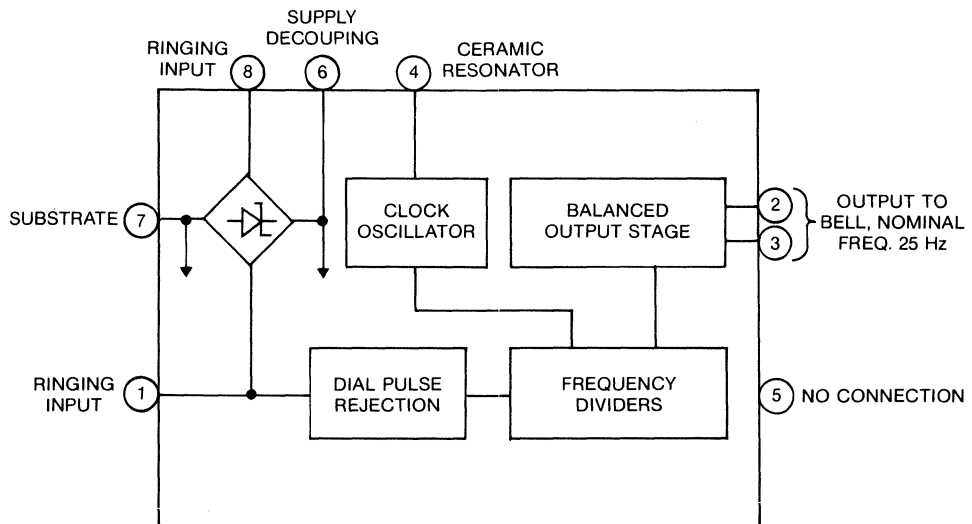 SUPPLY
DECOUPING
RINGING
INPUT
8
6
4
CERAMIC
RESONATOR
SUBSTRATE
7
CLOCK
OSCILLATOR
BALANCED
OUTPUT STAGE
2
3
OUTPUT TO
BELL, NOMINAL
FREQ. 25 Hz
RINGING
INPUT
1
DIAL PULSE
REJECTION
FREQUENCY
DIVIDERS
5
NO CONNECTION